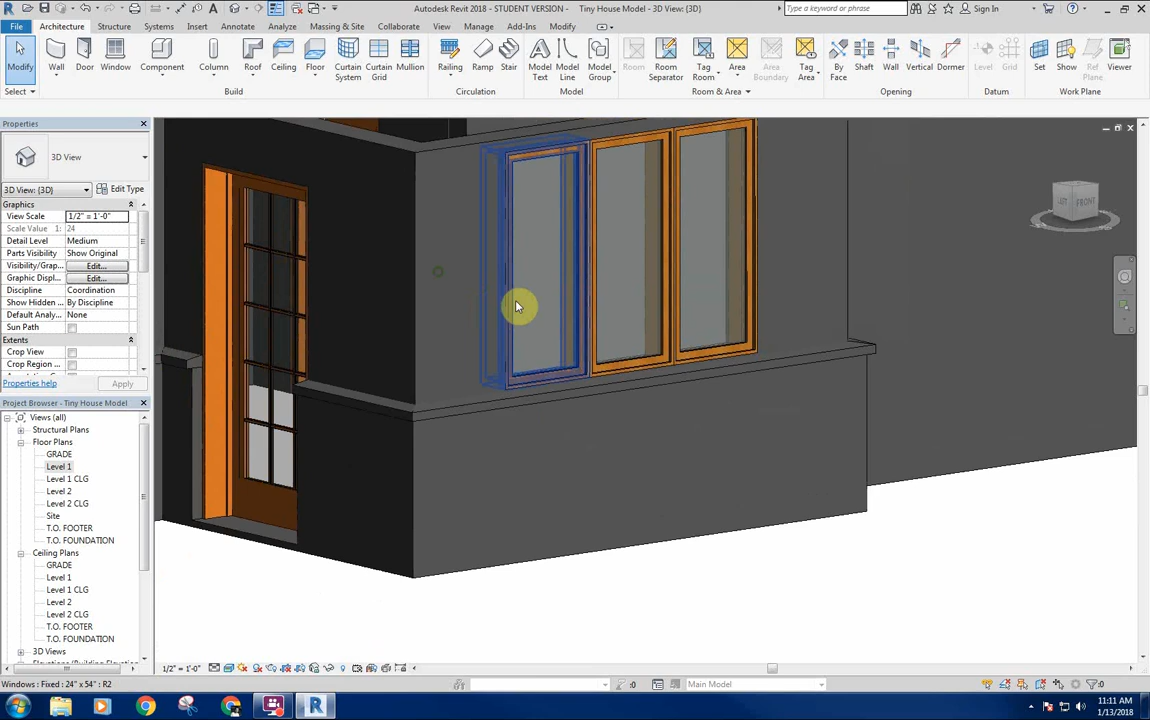 Autodesk Revit 2018 - STUDENT VERSION - Tiny House Model - 3D View: {3D}
Type a keyword or phrase
Sign In
File Architecture Structure Systems Insert Annotate Analyze Massing & Site Collaborate View Manage Add-Ins Modify
Modify Wall Door Window Component Column Roof Ceiling Floor Curtain System Curtain Grid Mullion Railing Ramp Stair Model Text Model Line Model Group Room Room Separator Tag Room Area Area Boundary Tag Area By Face Shaft Wall Vertical Dormer Level Grid Set Show Ref Plane Viewer
Select Build Circulation Model Room & Area Opening Datum Work Plane
Properties
3D View
3D View: {3D} Edit Type
Graphics
View Scale 1/2" = 1'-0"
Scale Value 1: 24
Detail Level Medium
Parts Visibility Show Original
Visibility/Grap... Edit...
Graphic Displ... Edit...
Discipline Coordination
Show Hidden ... By Discipline
Default Analy... None
Sun Path
Extents
Crop View
Crop Region ...
Properties help Apply
Project Browser - Tiny House Model
Views (all)
Structural Plans
Floor Plans
GRADE
Level 1
Level 1 CLG
Level 2
Level 2 CLG
Site
T.O. FOOTER
T.O. FOUNDATION
Ceiling Plans
GRADE
Level 1
Level 1 CLG
Level 2
Level 2 CLG
T.O. FOOTER
T.O. FOUNDATION
3D Views
FRONT
1/2" = 1'-0"
Windows : Fixed : 24" x 54" : R2
:0
Main Model
:0
11:11 AM
1/13/2018